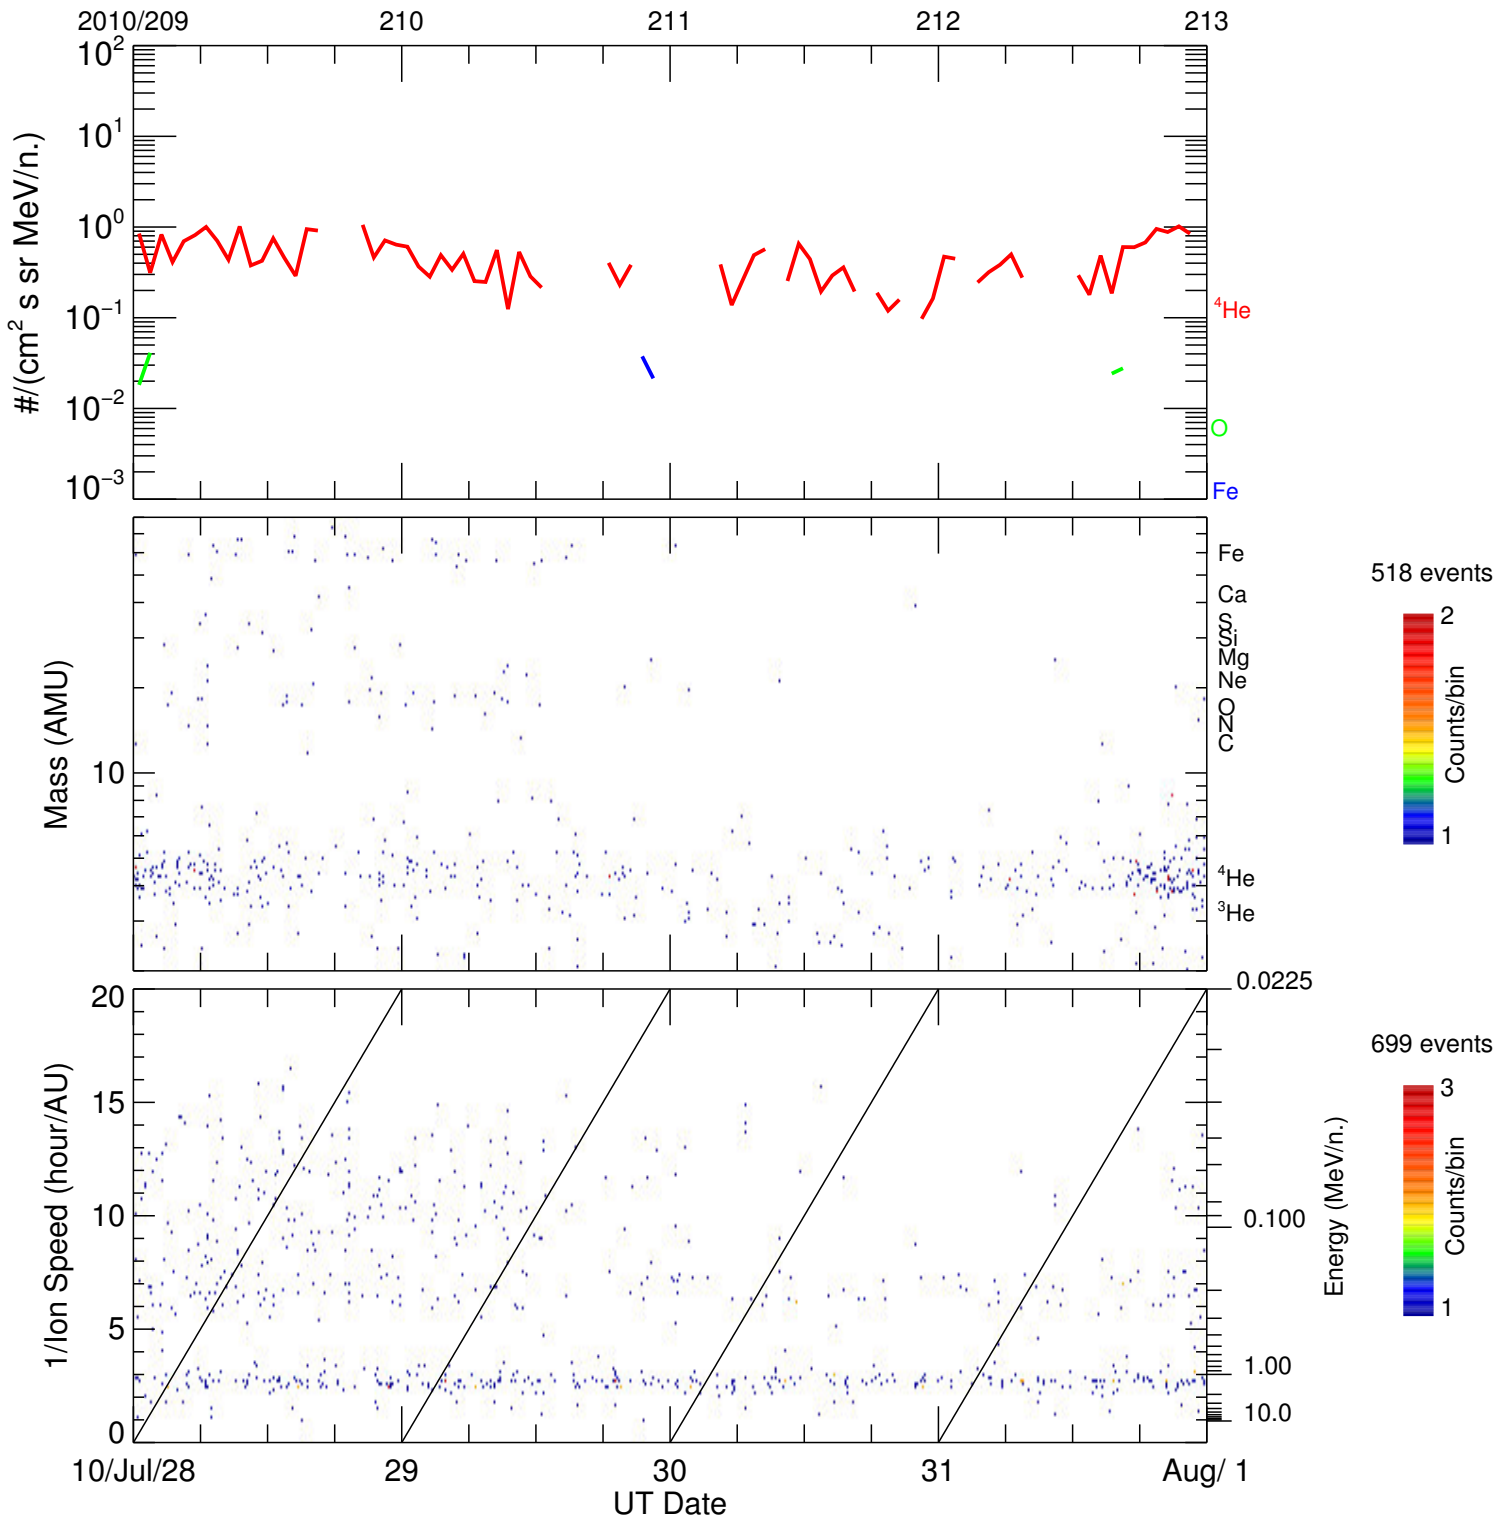 2010/209 210 211 212 213
10^2
10^1
10^0
10^-1
10^-2
10^-3
#/(cm^2 s sr MeV/n.)
^4He
O
Fe
Mass (AMU)
10
Fe
Ca
S
Si
Mg
Ne
O
N
C
^4He
^3He
518 events
2
Counts/bin
1
1/Ion Speed (hour/AU)
20
15
10
5
0
0.0225
0.100
1.00
10.0
Energy (MeV/n.)
699 events
3
Counts/bin
1
10/Jul/28 29 30 31 Aug/ 1
UT Date